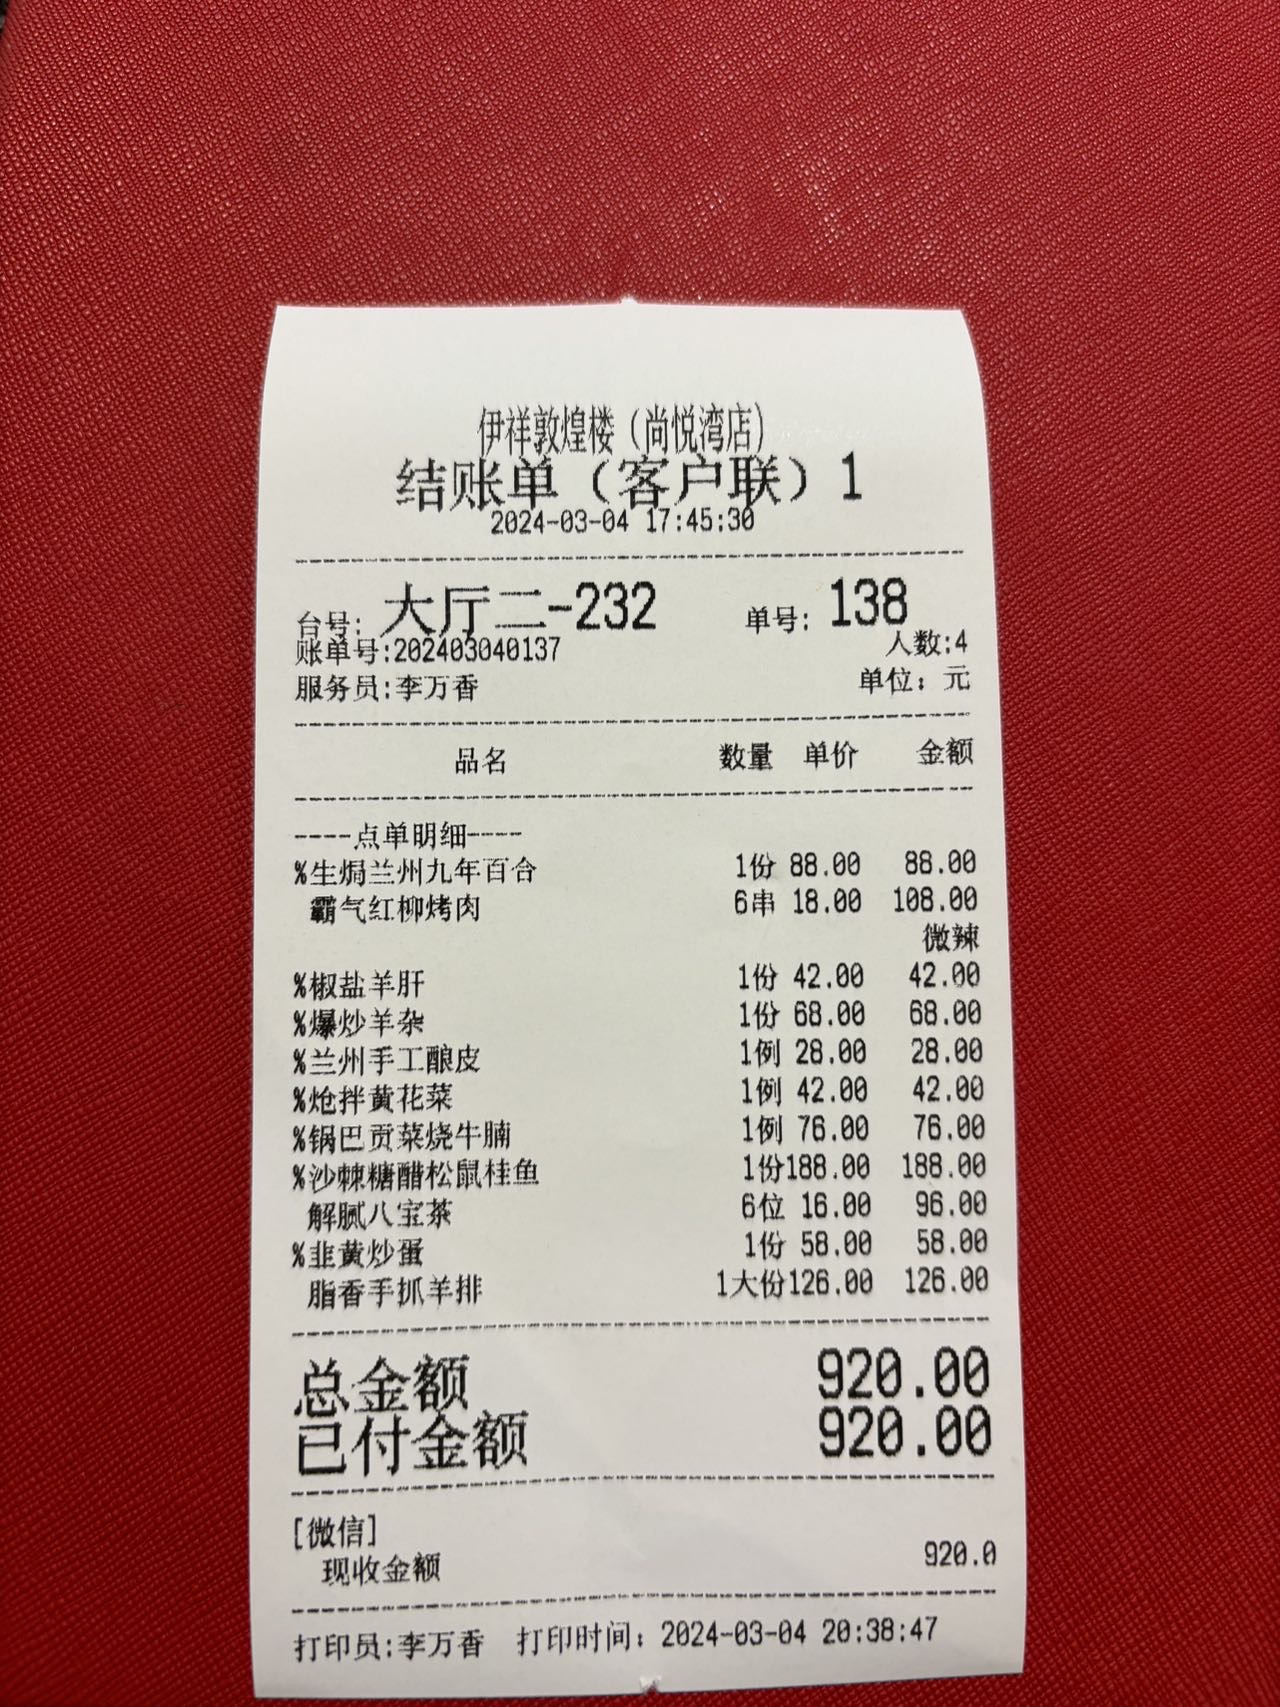 伊祥敦煌楼（尚悦湾店）
结账单（客户联）1
2024-03-04 17:45:30
台号: 大厅二-232 单号: 138
账单号:202403040137 人数:4
服务员:李万香 单位: 元
品名 数量 单价 金额
----点单明细----
%生焗兰州九年百合 1份 88.00 88.00
霸气红柳烤肉 6串 18.00 108.00
微辣
%椒盐羊肝 1份 42.00 42.00
%爆炒羊杂 1份 68.00 68.00
%兰州手工酿皮 1例 28.00 28.00
%炝拌黄花菜 1例 42.00 42.00
%锅巴贡菜烧牛腩 1例 76.00 76.00
%沙棘糖醋松鼠桂鱼 1份188.00 188.00
解腻八宝茶 6位 16.00 96.00
%韭黄炒蛋 1份 58.00 58.00
脂香手抓羊排 1大份126.00 126.00
总金额 920.00
已付金额 920.00
[微信]
现收金额 920.0
打印员:李万香 打印时间: 2024-03-04 20:38:47